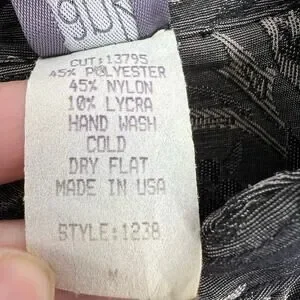 CUT:13795
45% POLYESTER
45% NYLON
10% LYCRA
HAND WASH
COLD
DRY FLAT
MADE IN USA
STYLE:1238
M